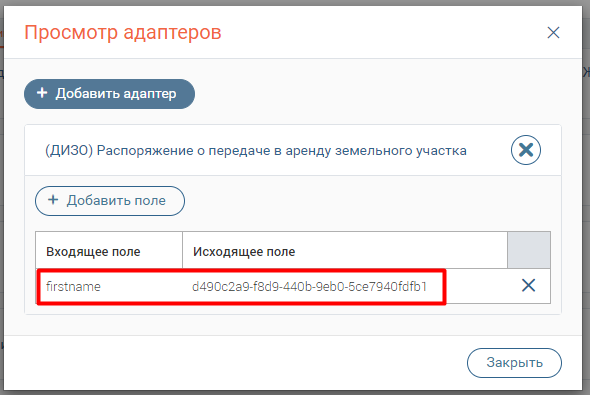 Просмотр адаптеров
+ Добавить адаптер
(ДИЗО) Распоряжение о передаче в аренду земельного участка
+ Добавить поле
Входящее поле Исходящее поле
firstname d490c2a9-f8d9-440b-9eb0-5ce7940fdfb1
Закрыть